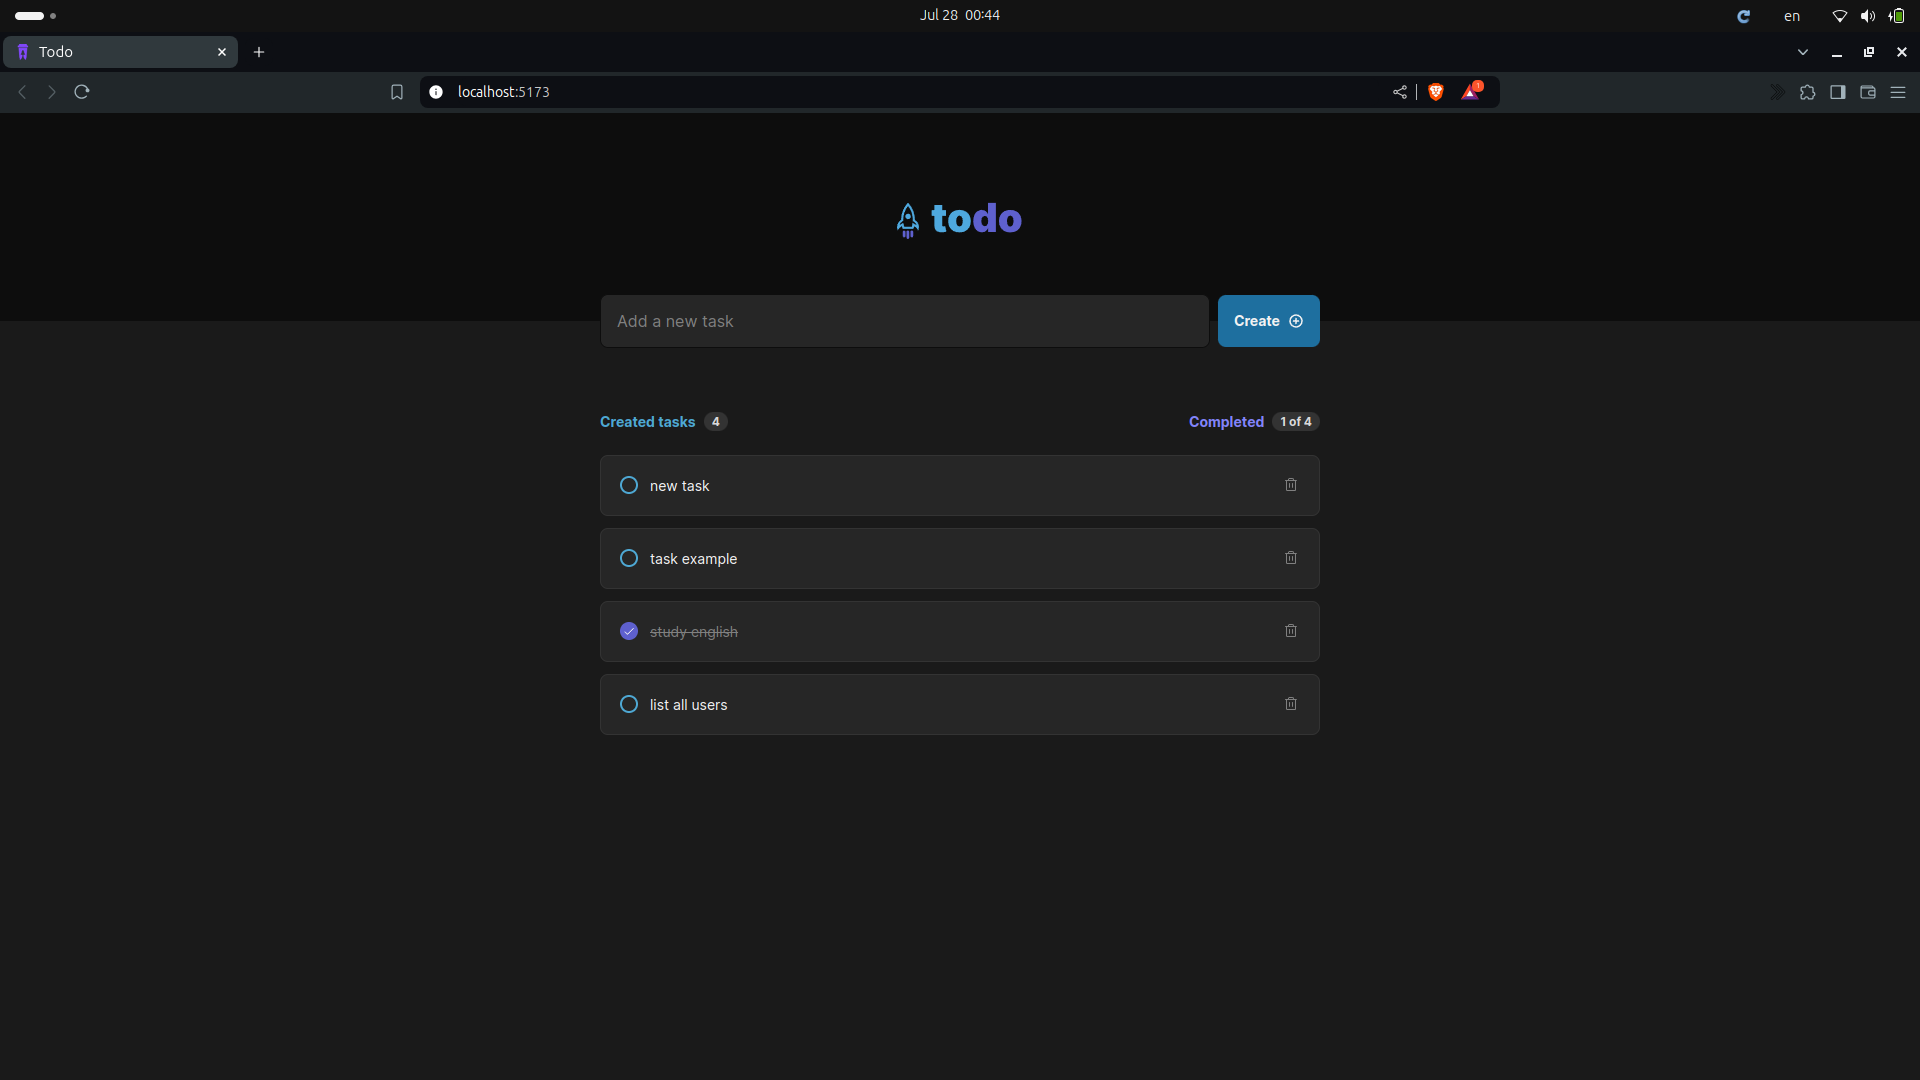 Jul 28 00:44
en
Todo
localhost:5173
1
todo
Add a new task
Create
Created tasks 4
Completed 1 of 4
new task
task example
study english
list all users